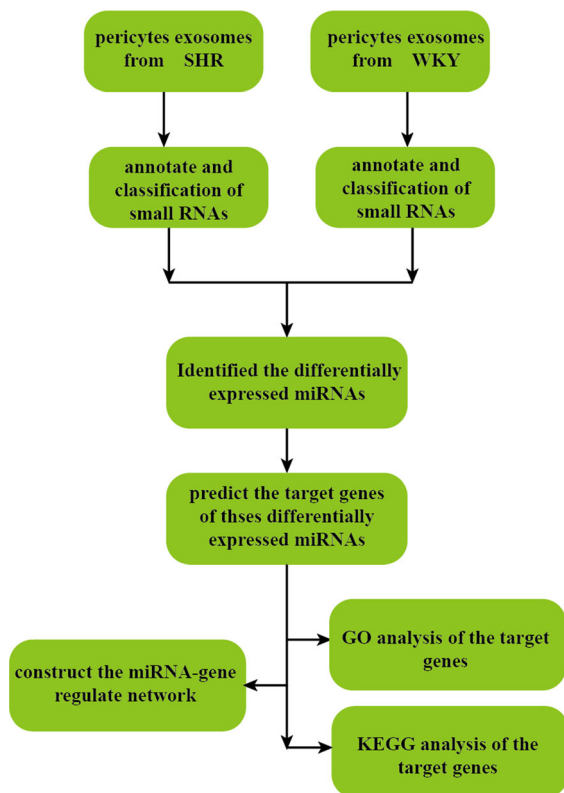 pericytes exosomes
from SHR
pericytes exosomes
from WKY
annotate and
classification of
small RNAs
annotate and
classification of
small RNAs
Identified the differentially
expressed miRNAs
predict the target genes
of thses differentially
expressed miRNAs
GO analysis of the target
genes
construct the miRNA-gene
regulate network
KEGG analysis of the
target genes